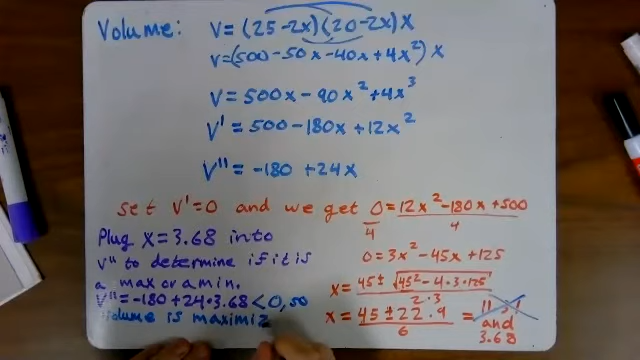 Volume: V = (25-2x)(20-2x)x
V=(500-50x-40x+4x²)x
V = 500x - 90x² + 4x³
V' = 500 - 180x + 12x²
V'' = -180 + 24x
Set V'=0 and we get 0/4 = (12x²-180x+500)/4
Plug x=3.68 into
V'' to determine if it is
a max or a min.
V''=-180+24·3.68<0, so
Volume is maximiz
0=3x²-45x+125
x = (45±√(45²-4·3·125))/(2·3)
x = (45±22.9)/6 = 11.31 and 3.68